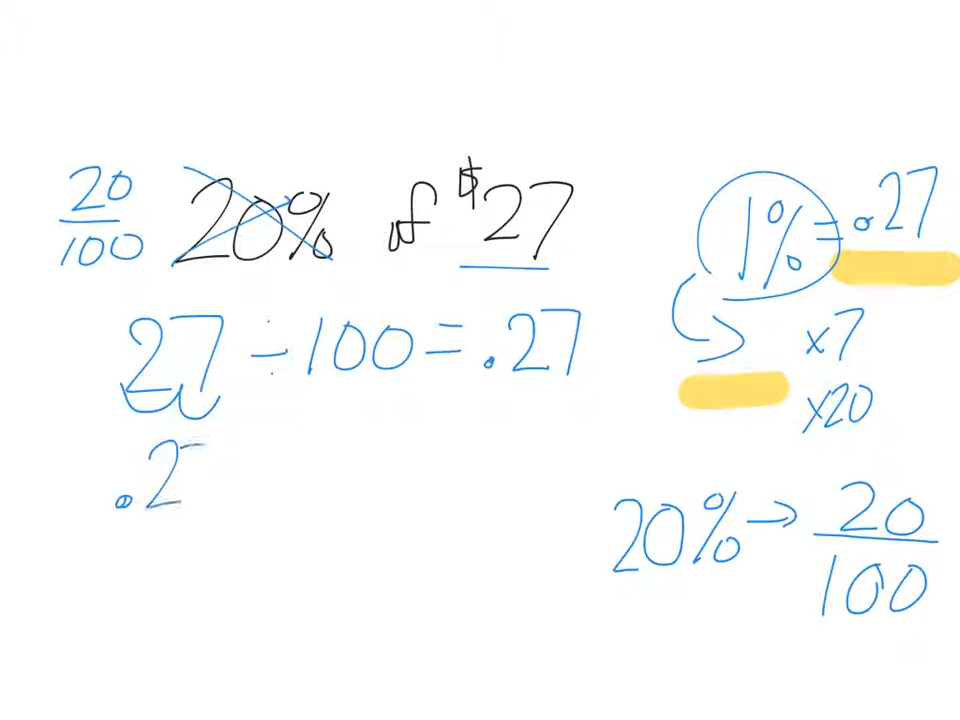 20/100 20% of $27
27 ÷ 100 = .27
.2
1% = .27
x7
x20
20% → 20/100